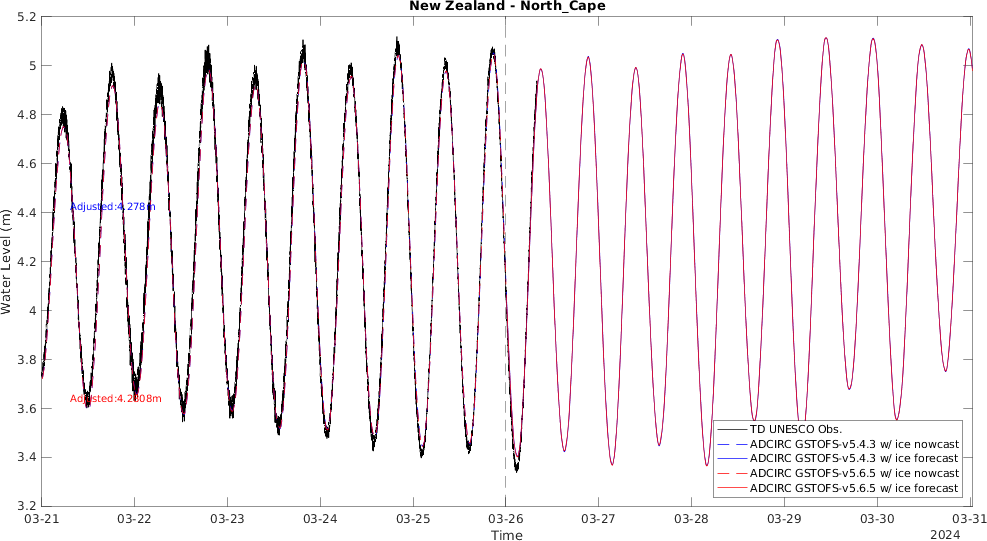 New Zealand - North_Cape
5.2
5
4.8
4.6
4.4
4.2
4
3.8
3.6
3.4
3.2
Water Level (m)
Adjusted:4.278m
Adjusted:4.2808m
TD UNESCO Obs.
ADCIRC GSTOFS-v5.4.3 w/ ice nowcast
ADCIRC GSTOFS-v5.4.3 w/ ice forecast
ADCIRC GSTOFS-v5.6.5 w/ ice nowcast
ADCIRC GSTOFS-v5.6.5 w/ ice forecast
03-21 03-22 03-23 03-24 03-25 03-26 03-27 03-28 03-29 03-30 03-31
Time
2024